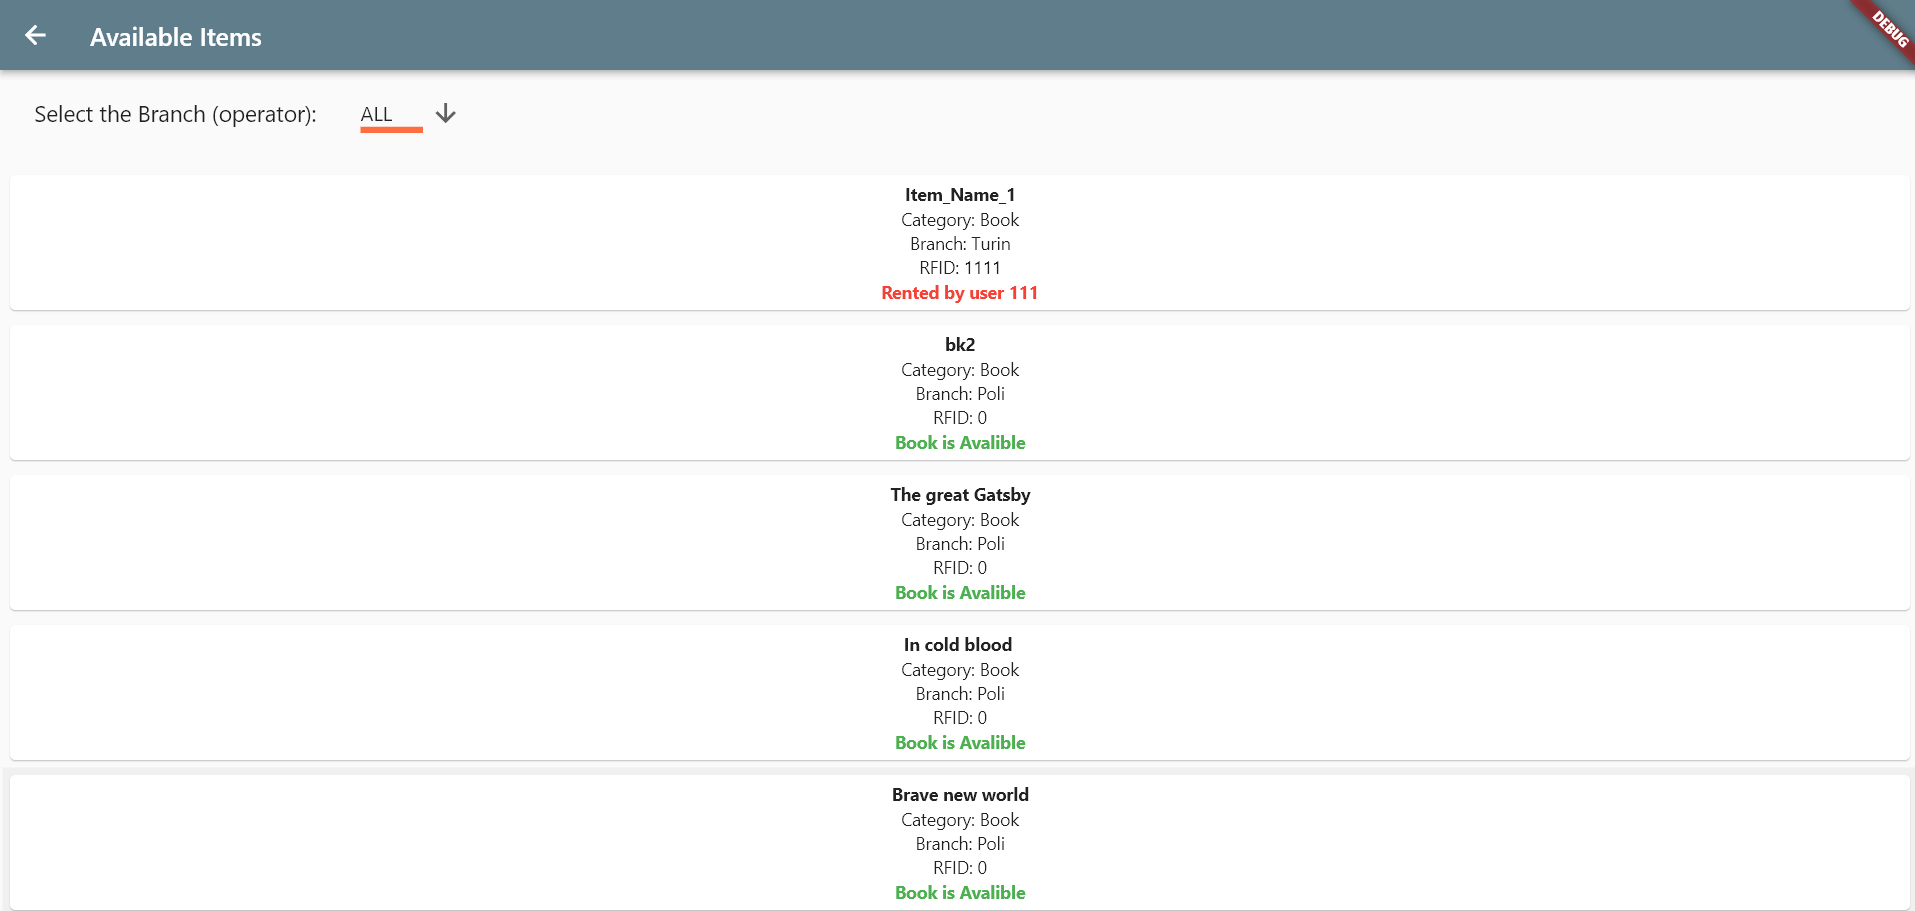 Available Items
DEBUG
Select the Branch (operator): ALL
Item_Name_1
Category: Book
Branch: Turin
RFID: 1111
Rented by user 111
bk2
Category: Book
Branch: Poli
RFID: 0
Book is Avalible
The great Gatsby
Category: Book
Branch: Poli
RFID: 0
Book is Avalible
In cold blood
Category: Book
Branch: Poli
RFID: 0
Book is Avalible
Brave new world
Category: Book
Branch: Poli
RFID: 0
Book is Avalible